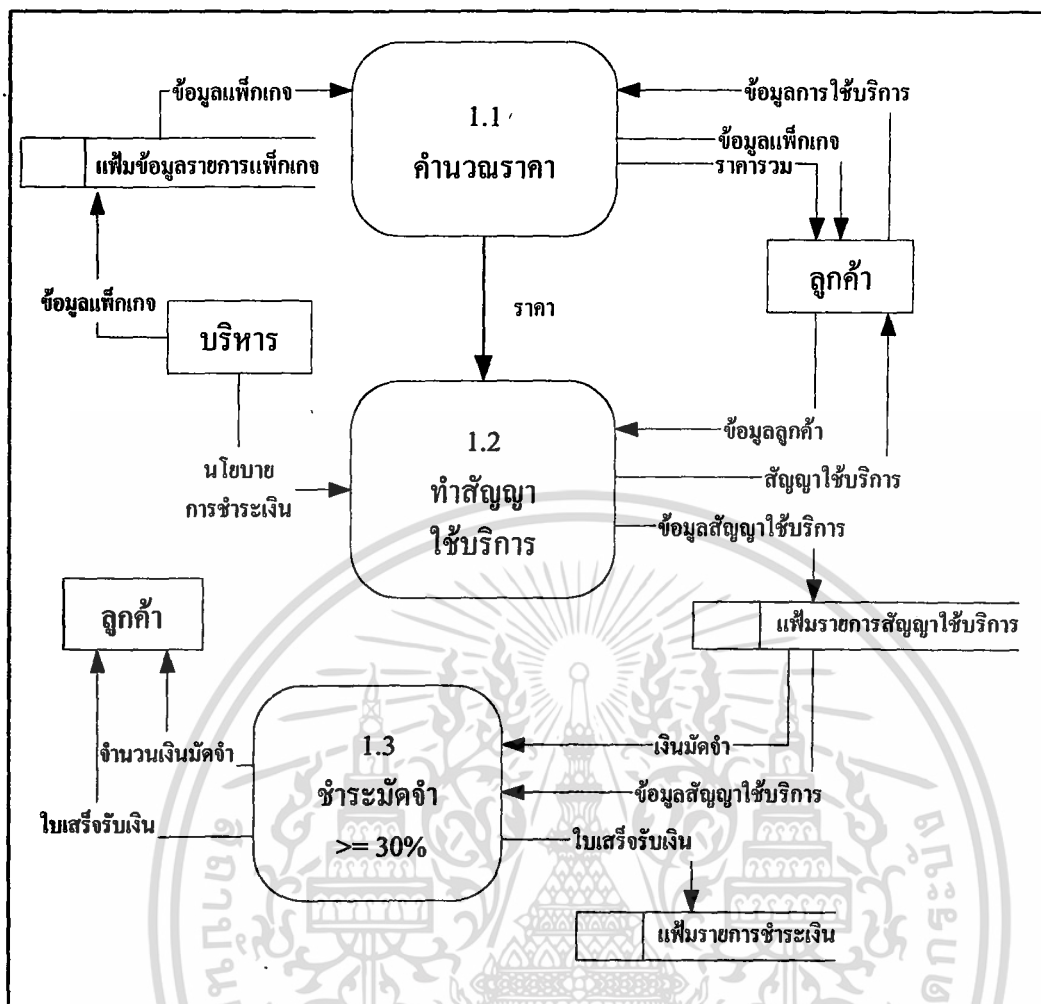 ข้อมูลแพ็กเกจ
1.1
คำนวณราคา
ข้อมูลการใช้บริการ
ข้อมูลแพ็กเกจ
ราคารวม
แฟ้มข้อมูลรายการแพ็กเกจ
ลูกค้า
ข้อมูลแพ็กเกจ
ราคา
บริหาร
ข้อมูลลูกค้า
1.2
ทำสัญญา
ใช้บริการ
นโยบาย
การชำระเงิน
สัญญาใช้บริการ
ข้อมูลสัญญาใช้บริการ
ลูกค้า
แฟ้มรายการสัญญาใช้บริการ
1.3
ชำระมัดจำ
>= 30%
จำนวนเงินมัดจำ
เงินมัดจำ
ข้อมูลสัญญาใช้บริการ
ใบเสร็จรับเงิน
ใบเสร็จรับเงิน
แฟ้มรายการชำระเงิน